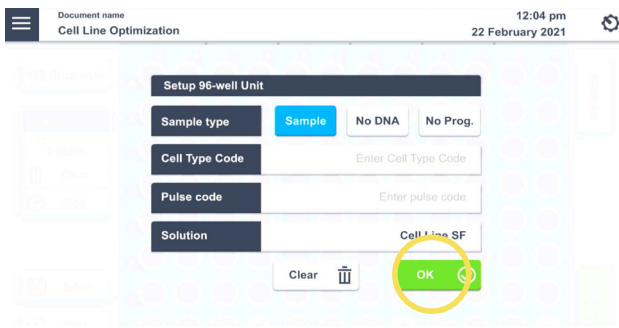 Document name
Cell Line Optimization
12:04 pm
22 February 2021
Setup 96-well Unit
Sample type
Sample
No DNA
No Prog.
Cell Type Code
Enter Cell Type Code
Pulse code
Enter pulse code
Solution
Cell Line SF
Clear
OK